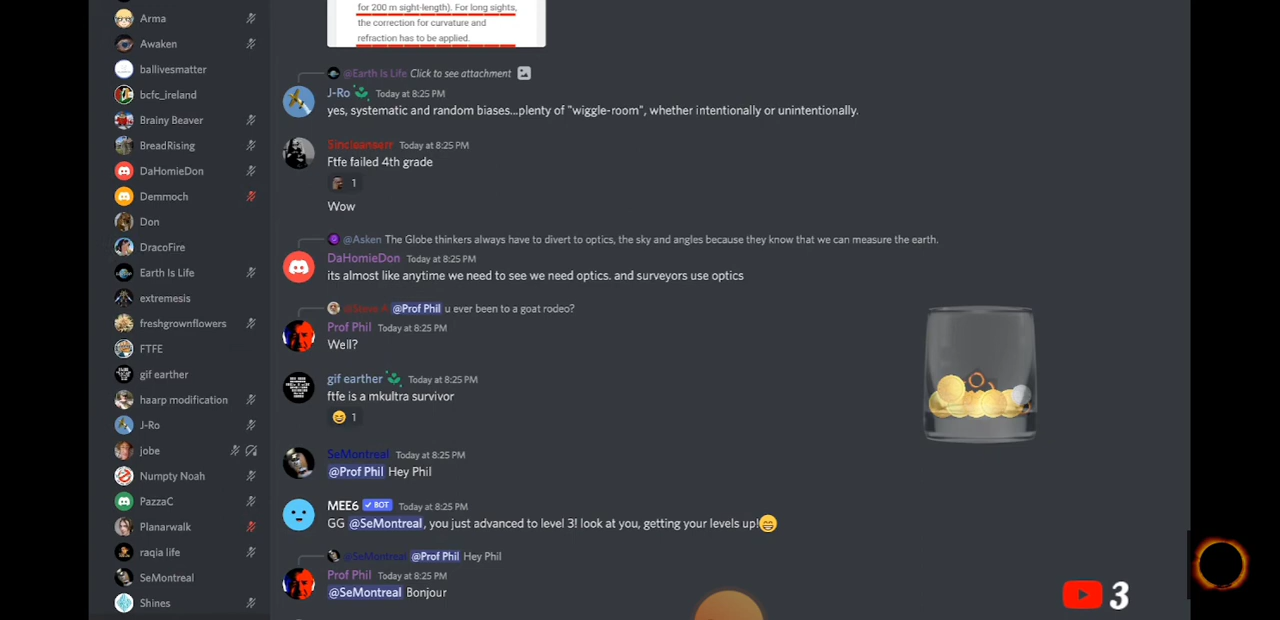 for 200 m sight-length). For long sights,
the correction for curvature and
refraction has to be applied.
Arma
Awaken
ballivesmatter
bcfc_ireland
Brainy Beaver
BreadRising
DaHomieDon
Demmoch
Don
DracoFire
Earth Is Life
extremesis
freshgrownflowers
FTFE
gif earther
haarp modification
J-Ro
jobe
Numpty Noah
PazzaC
Planarwalk
raqia life
SeMontreal
Shines
@Earth Is Life Click to see attachment
J-Ro Today at 8:25 PM
yes, systematic and random biases...plenty of "wiggle-room", whether intentionally or unintentionally.
Today at 8:25 PM
Ftfe failed 4th grade
1
Wow
@Asken The Globe thinkers always have to divert to optics, the sky and angles because they know that we can measure the earth.
DaHomieDon Today at 8:25 PM
its almost like anytime we need to see we need optics. and surveyors use optics
@Prof Phil u ever been to a goat rodeo?
Prof Phil Today at 8:25 PM
Well?
gif earther Today at 8:25 PM
ftfe is a mkultra survivor
1
SeMontreal Today at 8:25 PM
@Prof Phil Hey Phil
MEE6 BOT Today at 8:25 PM
GG @SeMontreal, you just advanced to level 3! look at you, getting your levels up!
@SeMontreal @Prof Phil Hey Phil
Prof Phil Today at 8:25 PM
@SeMontreal Bonjour
3